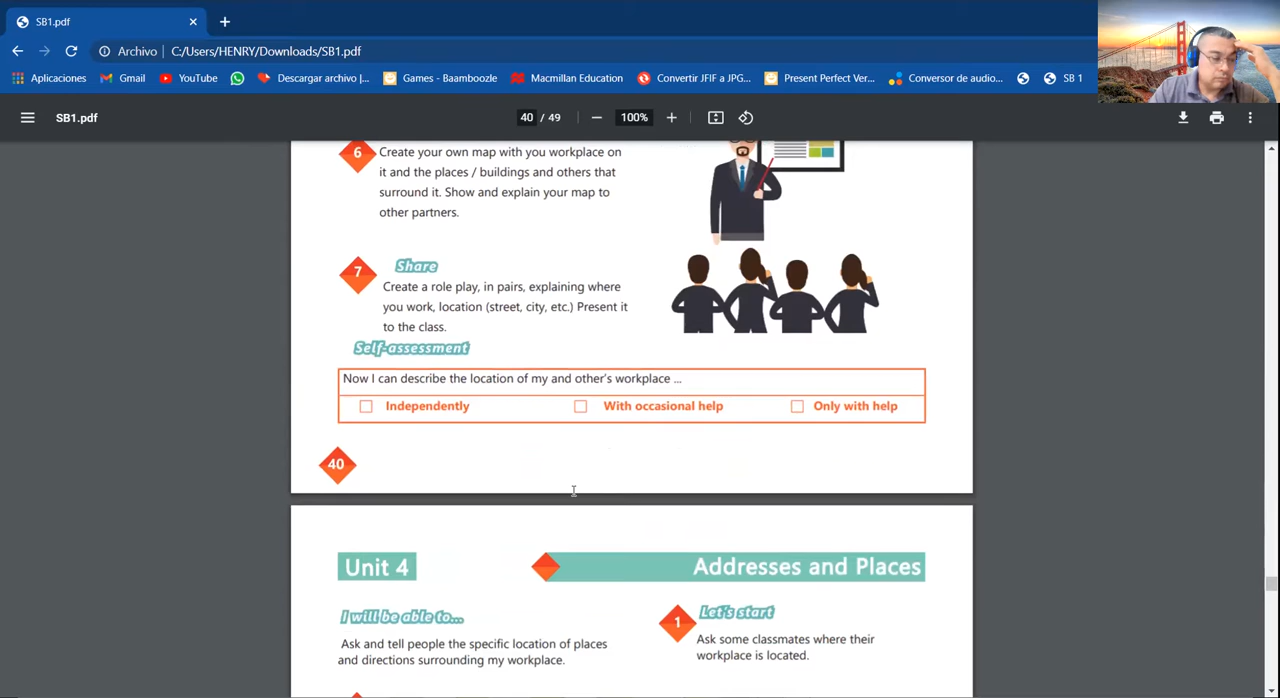 SB1.pdf
Archivo C:/Users/HENRY/Downloads/SB1.pdf
Aplicaciones Gmail YouTube Descargar archivo |... Games - Baamboozle Macmillan Education Convertir JFIF a JPG... Present Perfect Ver... Conversor de audio... SB 1
SB1.pdf 40 / 49 100%
6 Create your own map with you workplace on
it and the places / buildings and others that
surround it. Show and explain your map to
other partners.
7 Share
Create a role play, in pairs, explaining where
you work, location (street, city, etc.) Present it
to the class.
Self-assessment
Now I can describe the location of my and other's workplace ...
Independently With occasional help Only with help
40
Unit 4 Addresses and Places
I will be able to...
Ask and tell people the specific location of places
and directions surrounding my workplace.
1 Let's start
Ask some classmates where their
workplace is located.